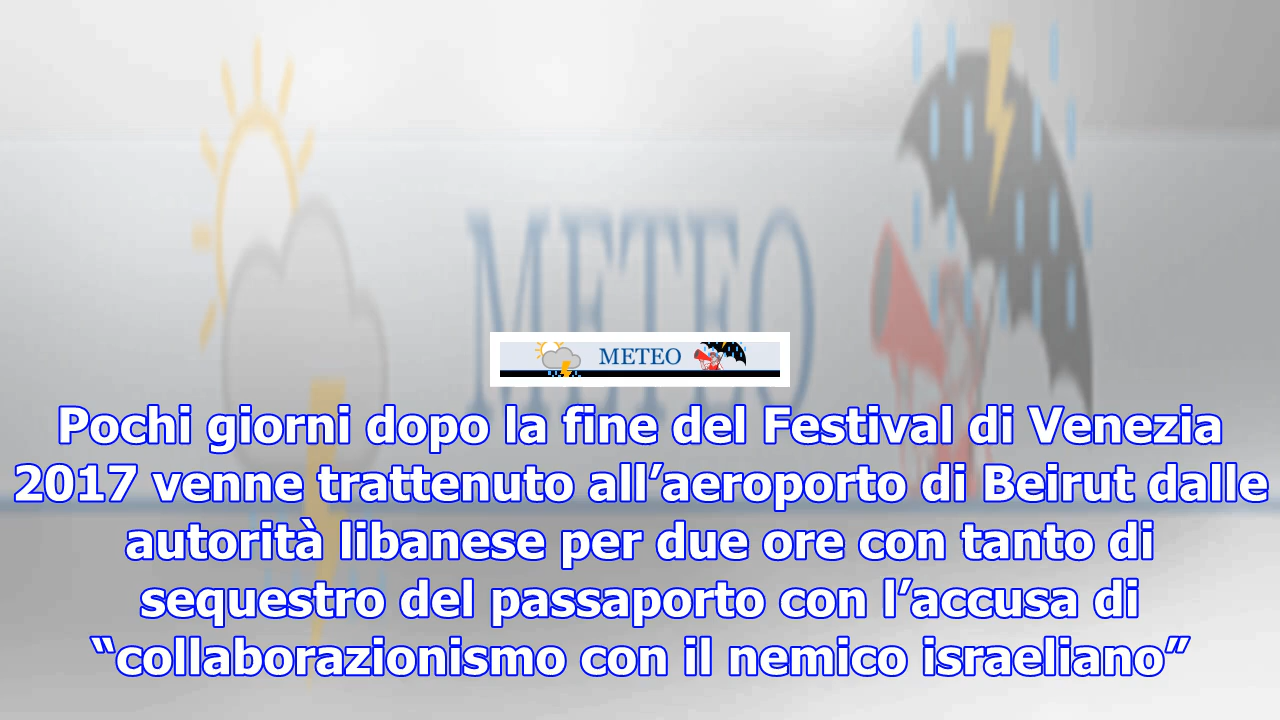 METEO
METEO
Pochi giorni dopo la fine del Festival di Venezia
2017 venne trattenuto all’aeroporto di Beirut dalle
autorità libanese per due ore con tanto di
sequestro del passaporto con l’accusa di
“collaborazionismo con il nemico israeliano”